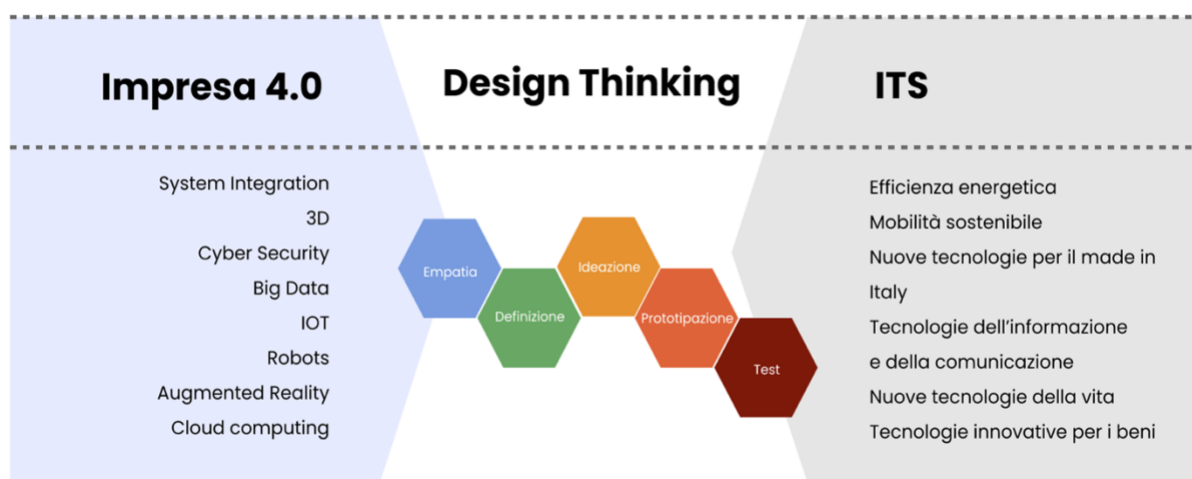 Impresa 4.0
Design Thinking
ITS
System Integration
3D
Cyber Security
Big Data
IOT
Robots
Augmented Reality
Cloud computing
Empatia
Definizione
Ideazione
Prototipazione
Test
Efficienza energetica
Mobilità sostenibile
Nuove tecnologie per il made in
Italy
Tecnologie dell'informazione
e della comunicazione
Nuove tecnologie della vita
Tecnologie innovative per i beni